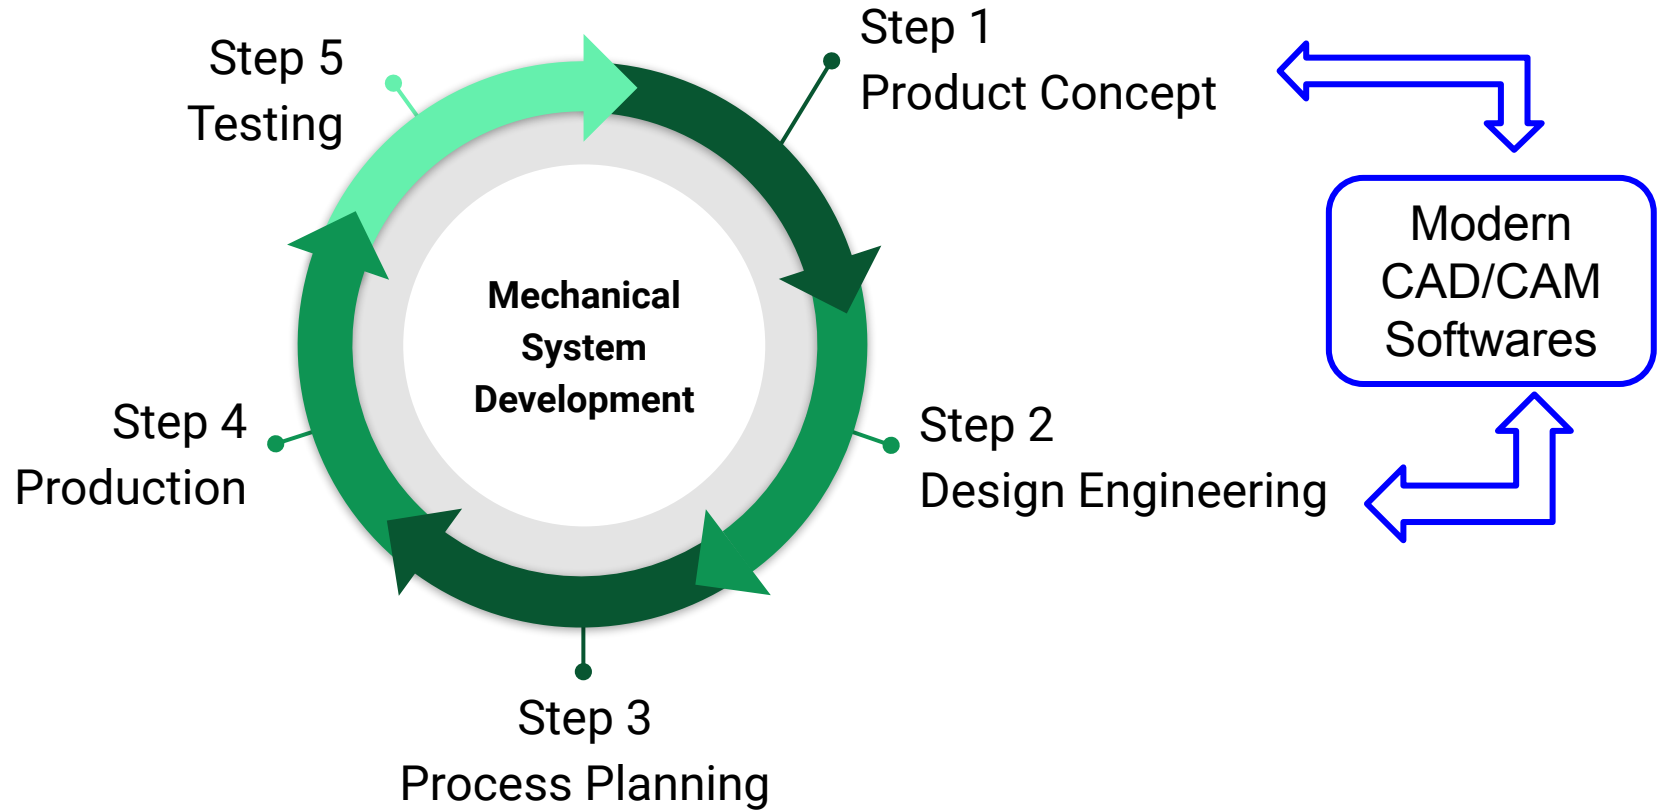 Step 1
Product Concept
Step 5
Testing
Modern
CAD/CAM
Softwares
Mechanical
System
Development
Step 2
Design Engineering
Step 4
Production
Step 3
Process Planning